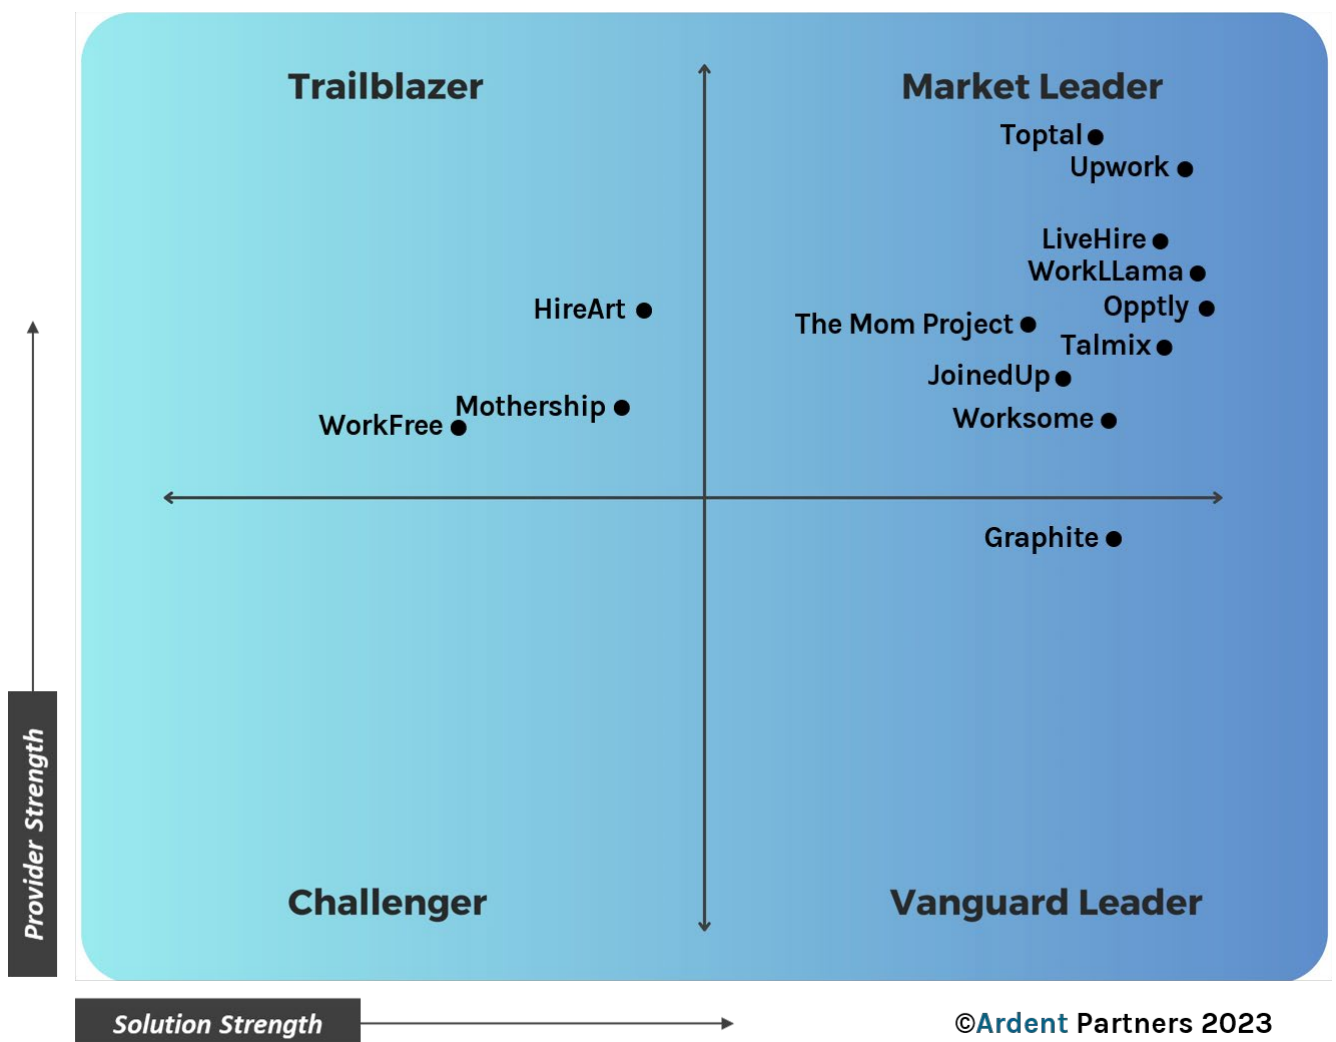 Trailblazer
Market Leader
Toptal
Upwork
LiveHire
WorkLLama
HireArt
Opptly
The Mom Project
Talmix
JoinedUp
Mothership
Worksome
WorkFree
Graphite
Provider Strength
Challenger
Vanguard Leader
Solution Strength
©Ardent Partners 2023